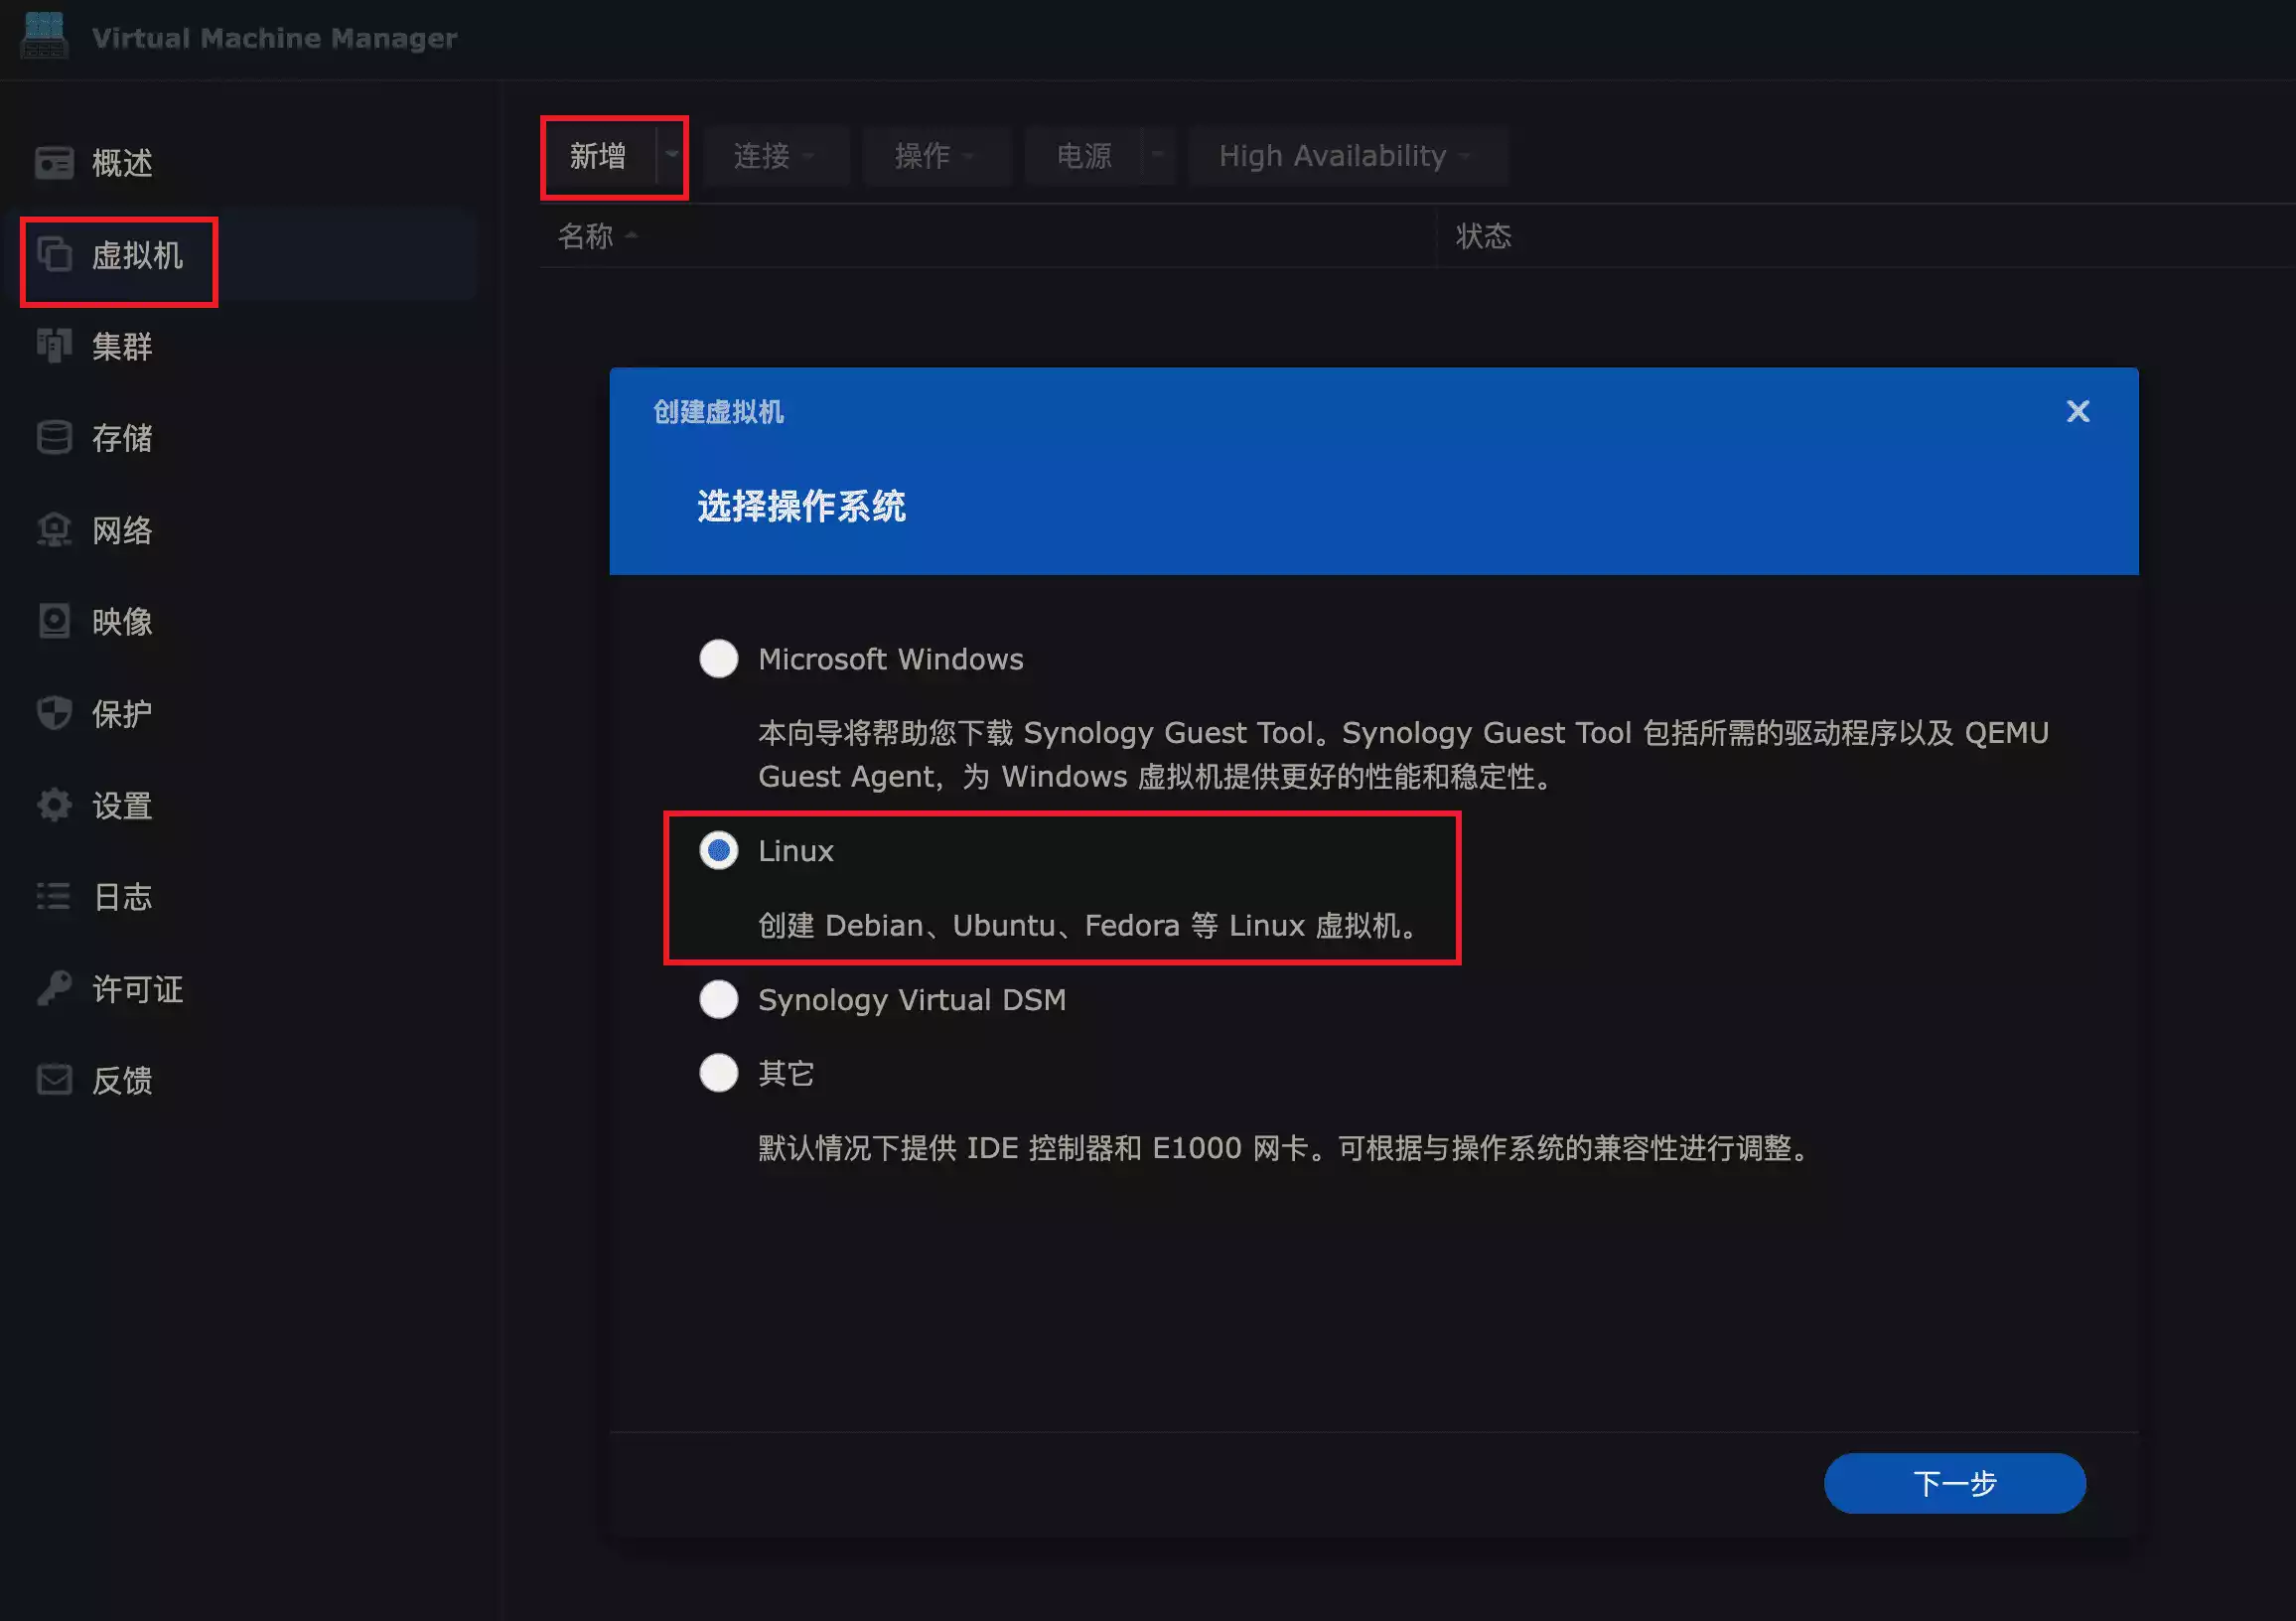 Virtual Machine Manager
概述
虚拟机
集群
存储
网络
映像
保护
设置
日志
许可证
反馈
新增
连接
操作
电源
High Availability
名称
状态
创建虚拟机
选择操作系统
Microsoft Windows
本向导将帮助您下载 Synology Guest Tool。Synology Guest Tool 包括所需的驱动程序以及 QEMU
Guest Agent，为 Windows 虚拟机提供更好的性能和稳定性。
Linux
创建 Debian、Ubuntu、Fedora 等 Linux 虚拟机。
Synology Virtual DSM
其它
默认情况下提供 IDE 控制器和 E1000 网卡。可根据与操作系统的兼容性进行调整。
下一步